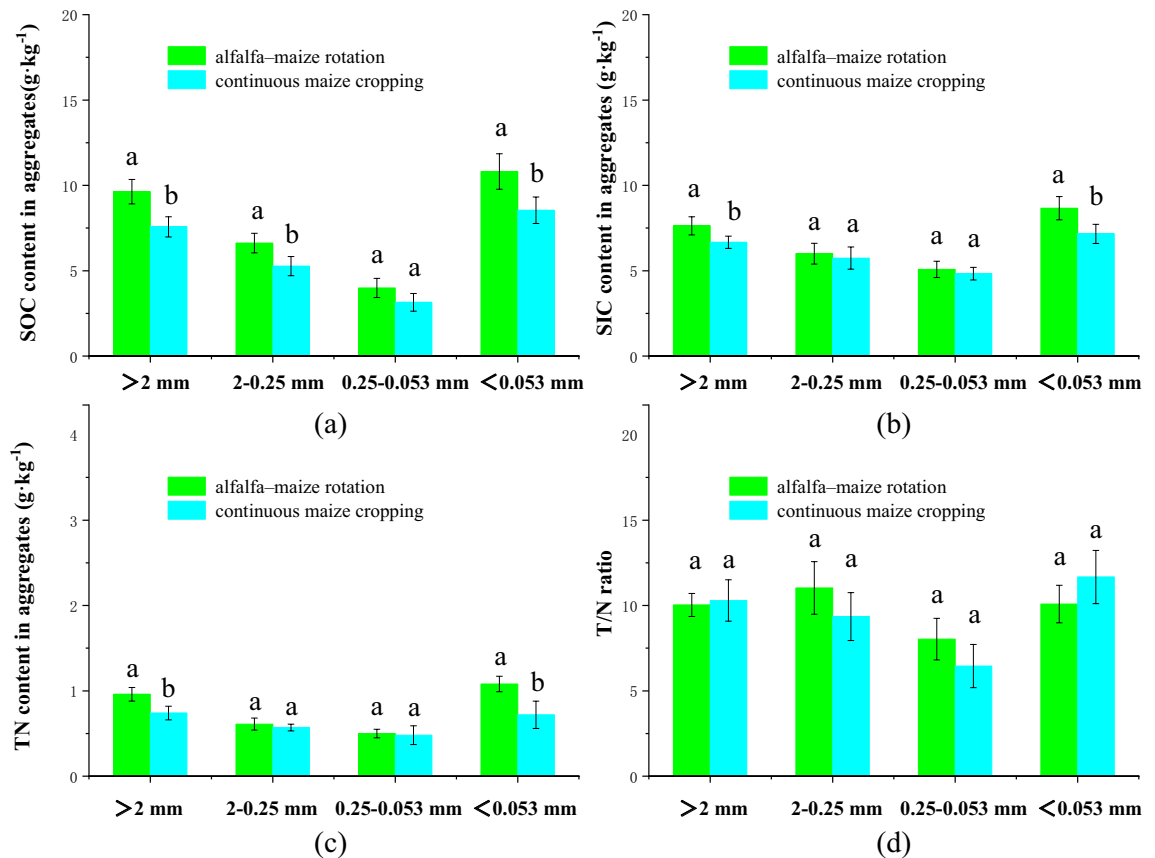 20
15
10
5
0
SOC content in aggregates(g·kg⁻¹)
alfalfa–maize rotation
continuous maize cropping
a
b
a
b
a
a
a
b
>2 mm
2-0.25 mm
0.25-0.053 mm
<0.053 mm
(a)
20
15
10
5
0
SIC content in aggregates (g·kg⁻¹)
alfalfa–maize rotation
continuous maize cropping
a
b
a
a
a
a
a
b
>2 mm
2-0.25 mm
0.25-0.053 mm
<0.053 mm
(b)
4
3
2
1
0
TN content in aggregates (g·kg⁻¹)
alfalfa–maize rotation
continuous maize cropping
a
b
a
a
a
a
a
b
>2 mm
2-0.25 mm
0.25-0.053 mm
<0.053 mm
(c)
20
15
10
5
0
T/N ratio
alfalfa–maize rotation
continuous maize cropping
a
a
a
a
a
a
a
a
>2 mm
2-0.25 mm
0.25-0.053 mm
<0.053 mm
(d)